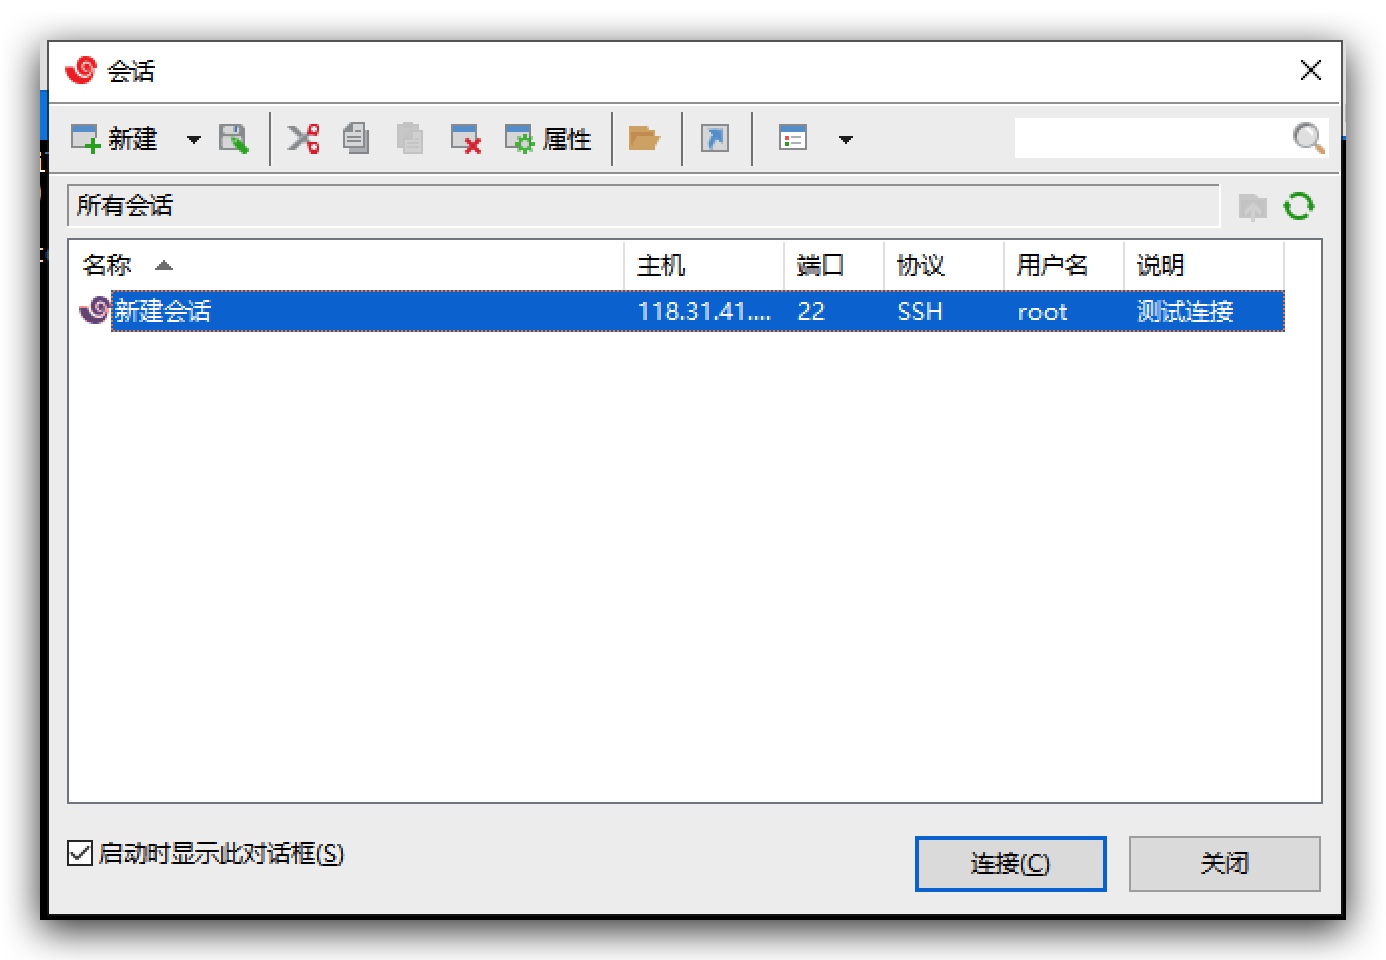 会话
新建 属性
所有会话
名称 主机 端口 协议 用户名 说明
新建会话 118.31.41.... 22 SSH root 测试连接
启动时显示此对话框(S)
连接(C) 关闭